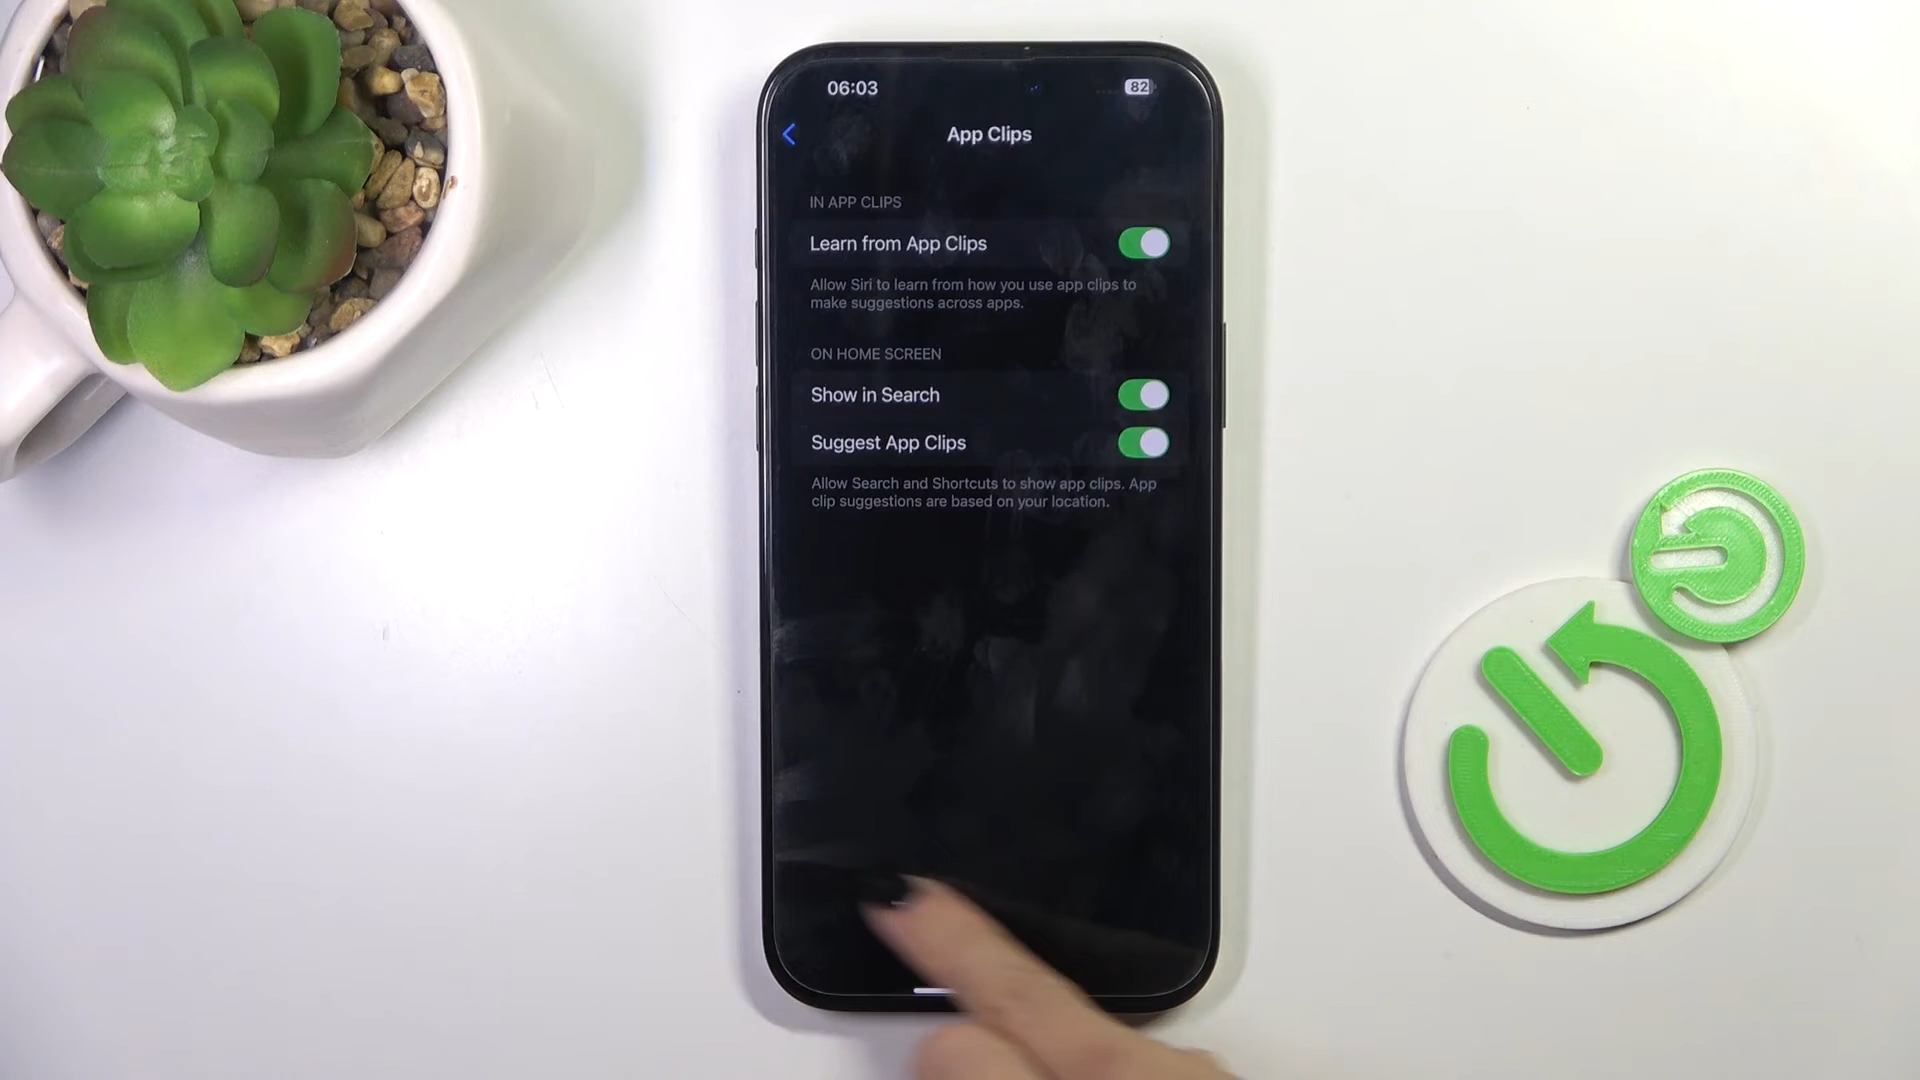 06:03
82
App Clips
IN APP CLIPS
Learn from App Clips
Allow Siri to learn from how you use app clips to
make suggestions across apps.
ON HOME SCREEN
Show in Search
Suggest App Clips
Allow Search and Shortcuts to show app clips. App
clip suggestions are based on your location.